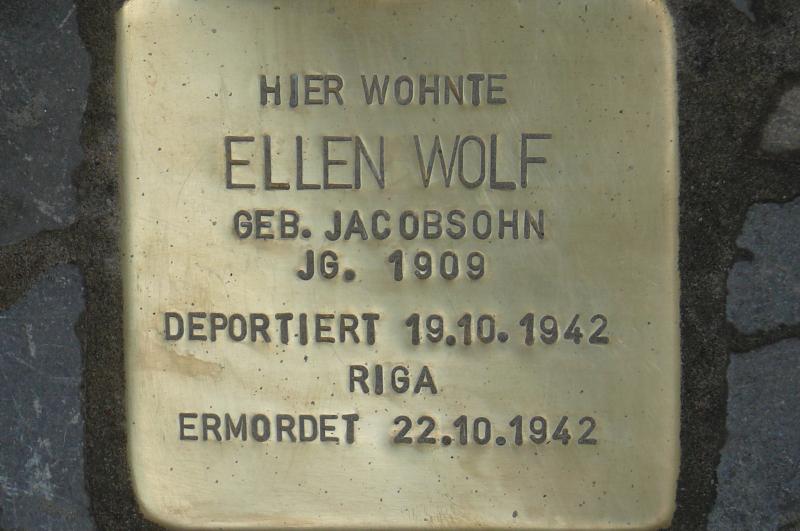 HIER WOHNTE
ELLEN WOLF
GEB. JACOBSOHN
JG. 1909
DEPORTIERT 19.10.1942
RIGA
ERMORDET 22.10.1942